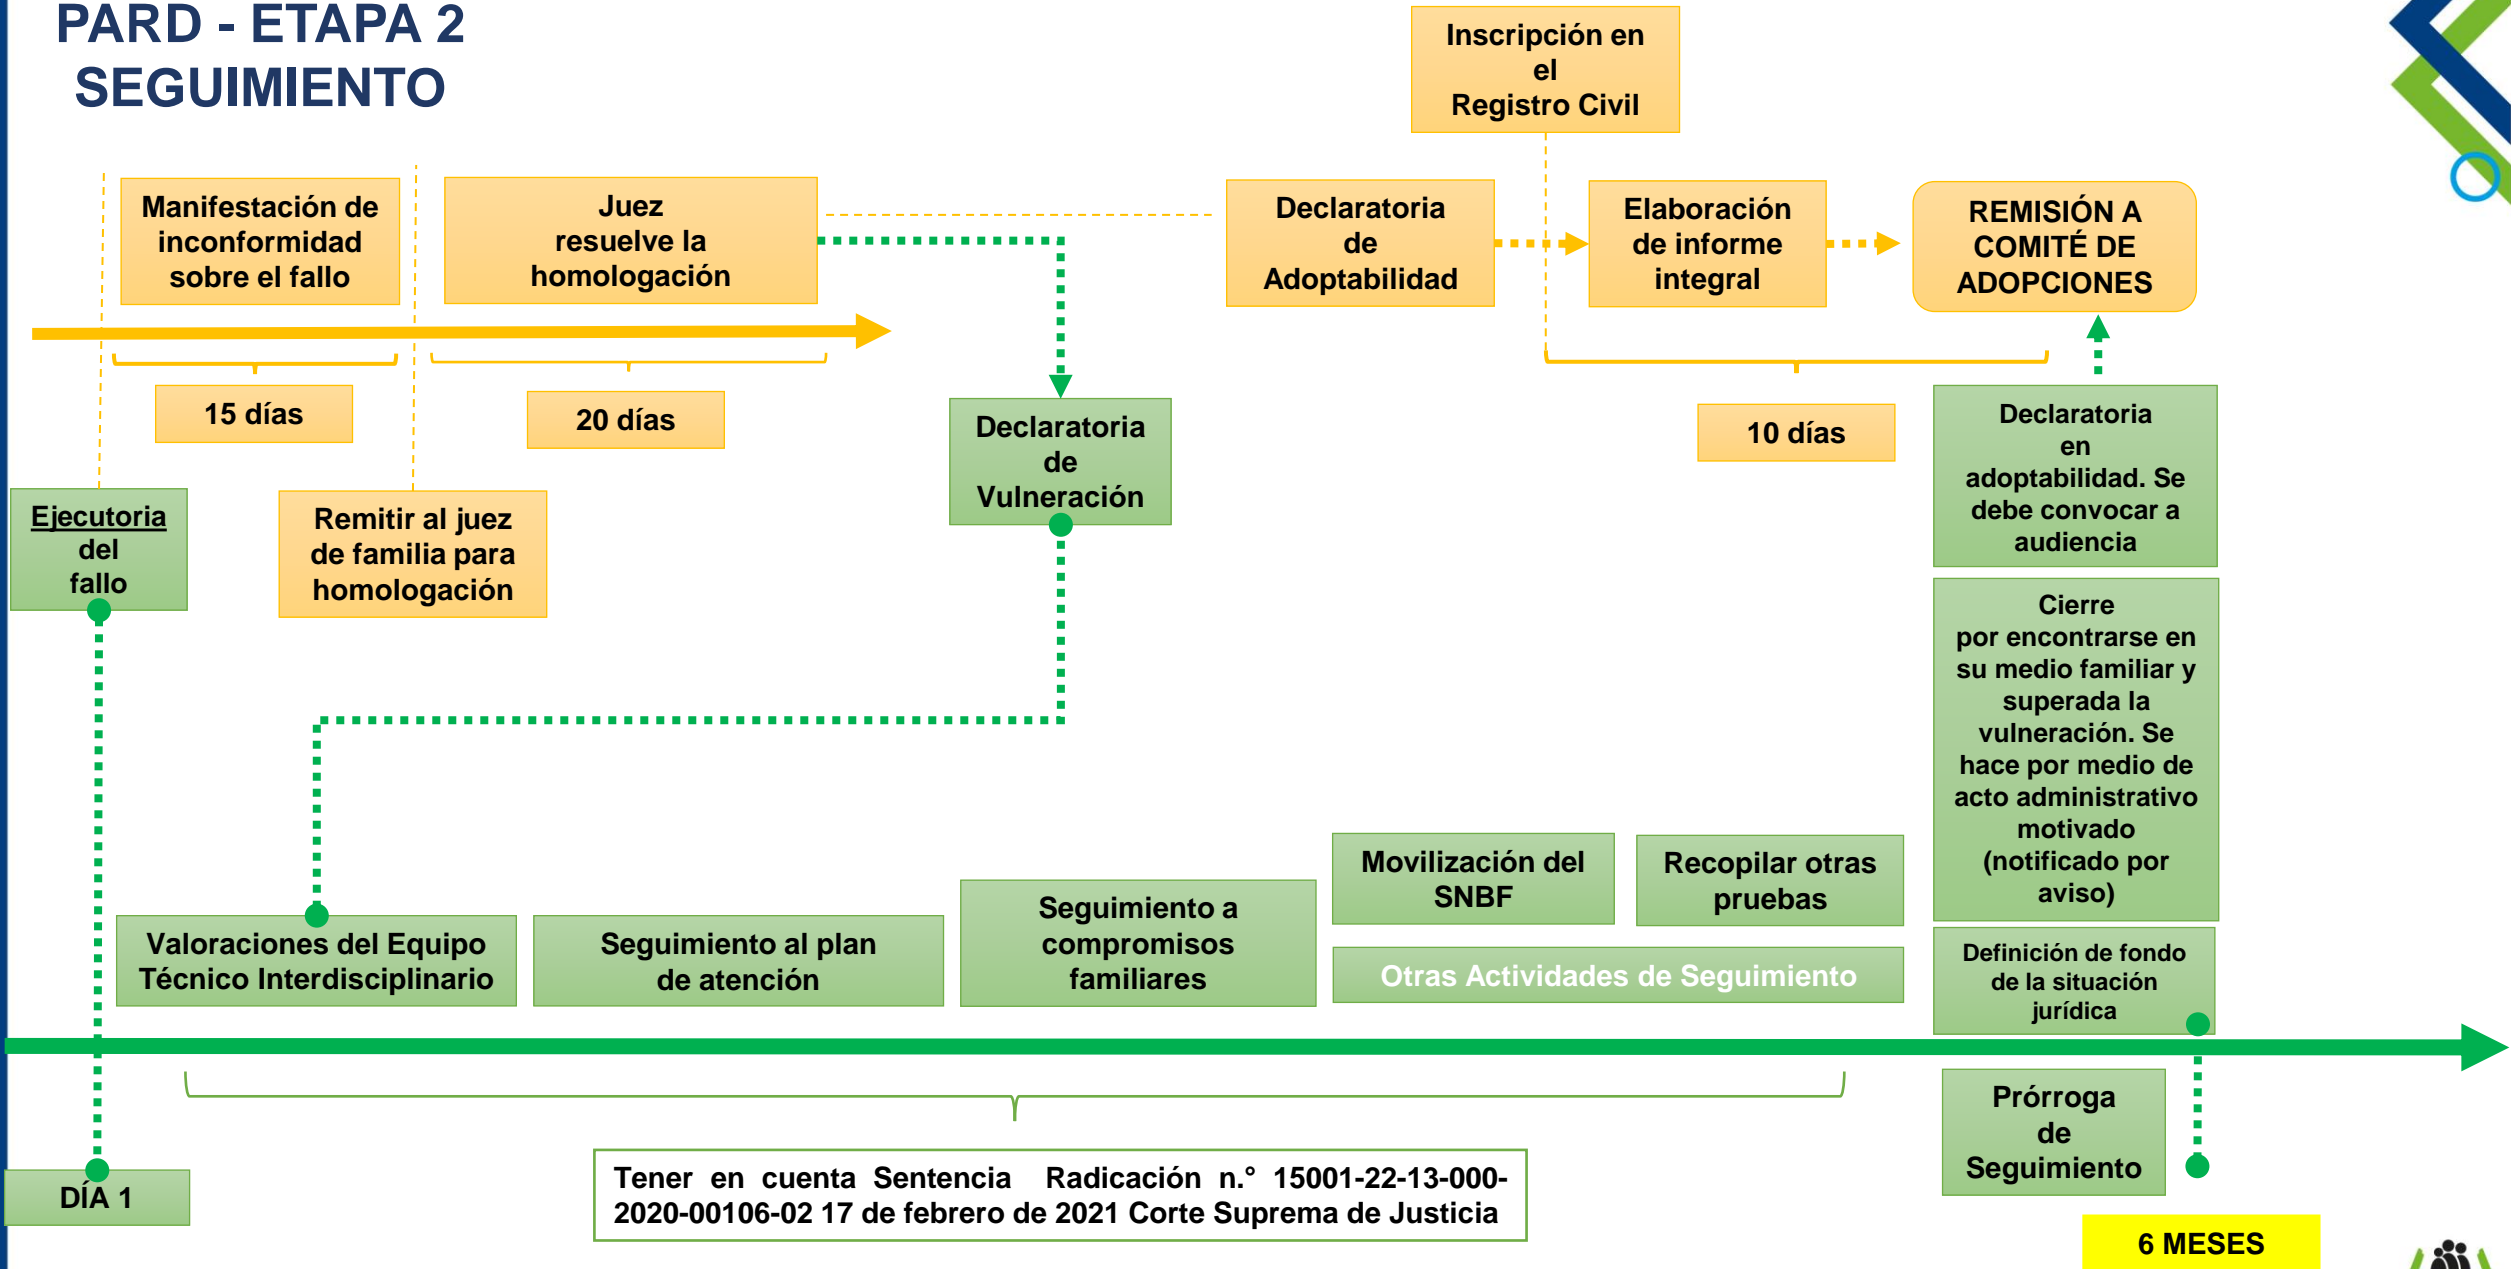 PARD - ETAPA 2
SEGUIMIENTO
Inscripción en
el
Registro Civil
Manifestación de
inconformidad
sobre el fallo
Juez
resuelve la
homologación
Declaratoria
de
Adoptabilidad
Elaboración
de informe
integral
REMISIÓN A
COMITÉ DE
ADOPCIONES
15 días
20 días
10 días
Declaratoria
de
Vulneración
Declaratoria
en
adoptabilidad. Se
debe convocar a
audiencia
Ejecutoria
del
fallo
Remitir al juez
de familia para
homologación
Cierre
por encontrarse en
su medio familiar y
superada la
vulneración. Se
hace por medio de
acto administrativo
motivado
(notificado por
aviso)
Valoraciones del Equipo
Técnico Interdisciplinario
Seguimiento al plan
de atención
Seguimiento a
compromisos
familiares
Movilización del
SNBF
Recopilar otras
pruebas
Otras Actividades de Seguimiento
Definición de fondo
de la situación
jurídica
Prórroga
de
Seguimiento
DÍA 1
Tener en cuenta Sentencia Radicación n.° 15001-22-13-000-
2020-00106-02 17 de febrero de 2021 Corte Suprema de Justicia
6 MESES